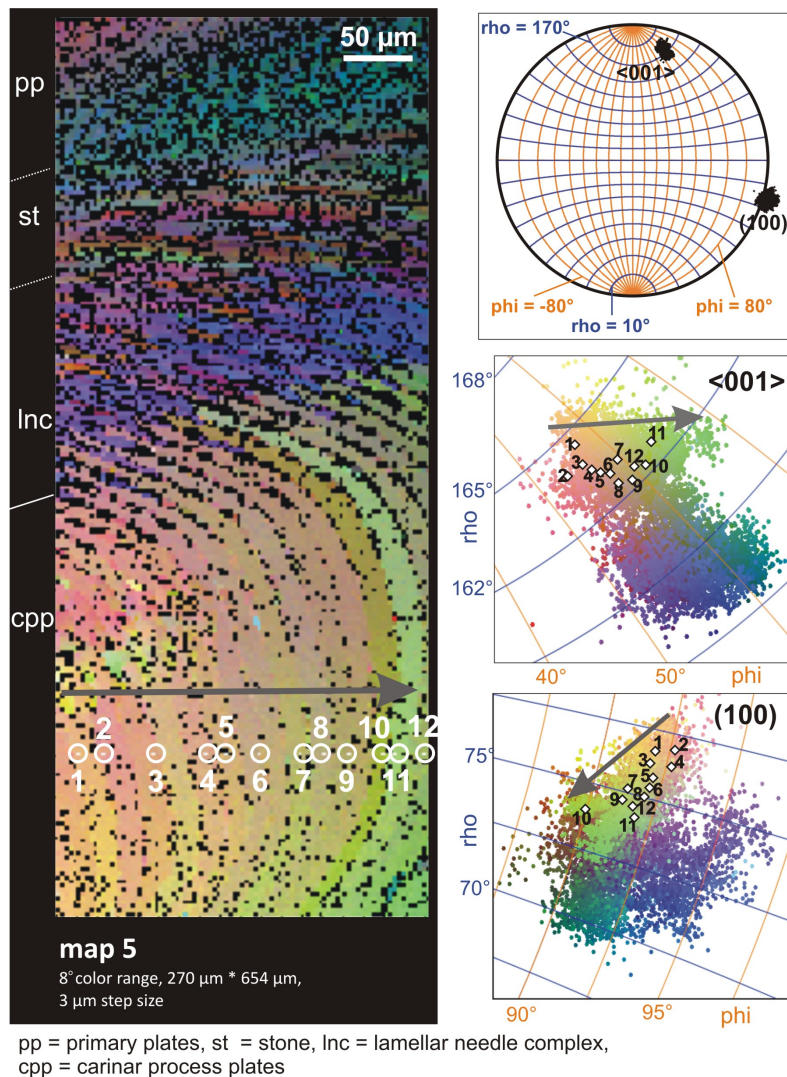 50 µm
pp
st
lnc
cpp
2
5
8
10
12
1
3
4
6
7
9
11
map 5
8° color range, 270 µm * 654 µm,
3 µm step size
rho = 170°
<001>
(100)
phi = -80°
phi = 80°
rho = 10°
<001>
168°
165°
162°
rho
1
2
3
4
5
6
7
8
9
10
11
12
40°
50°
phi
(100)
75°
70°
rho
1
2
3
4
5
6
7
8
9
10
11
12
90°
95°
phi
pp = primary plates, st = stone, lnc = lamellar needle complex,
cpp = carinar process plates